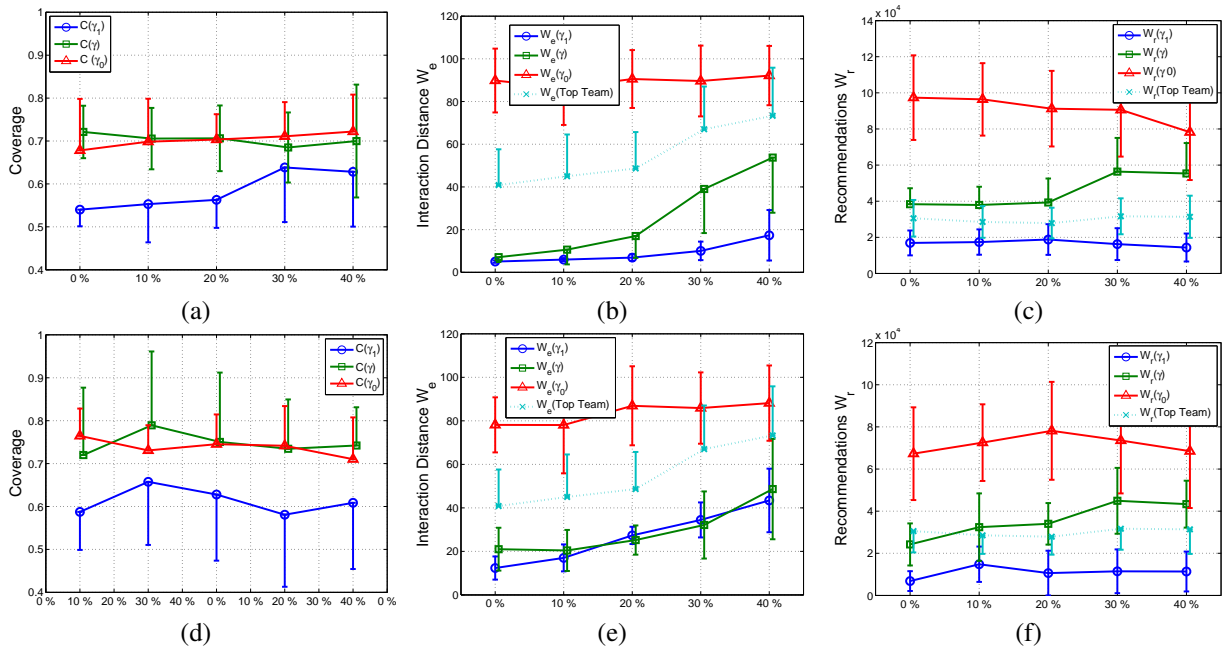 1
0.9
0.8
0.7
0.6
0.5
0.4
Coverage
C(γ1)
C(γ)
C (γ0)
0 %
10 %
20 %
30 %
40 %
(a)
120
100
80
60
40
20
0
Interaction Distance We
We(γ1)
We(γ)
We(γ0)
We(Top Team)
0 %
10 %
20 %
30 %
40 %
(b)
x 10^4
14
12
10
8
6
4
2
0
Recommendations Wr
Wr(γ1)
Wr(γ)
Wr(γ 0)
Wr(Top Team)
0 %
10 %
20 %
30 %
40 %
(c)
1
0.9
0.8
0.7
0.6
0.5
0.4
Coverage
C(γ1)
C(γ)
C(γ0)
0 %
10 %
20 %
30 %
40 %
0 %
10 %
20 %
30 %
40 %
0 %
(d)
120
100
80
60
40
20
0
Interaction Distance We
We(γ1)
We(γ)
We(γ0)
We(Top Team)
0 %
10 %
20 %
30 %
40 %
(e)
x 10^4
12
10
8
6
4
2
0
Recommendations Wr
Wr(γ1)
Wr(γ)
Wr(γ0)
Wr(Top Team)
0 %
10 %
20 %
30 %
40 %
(f)